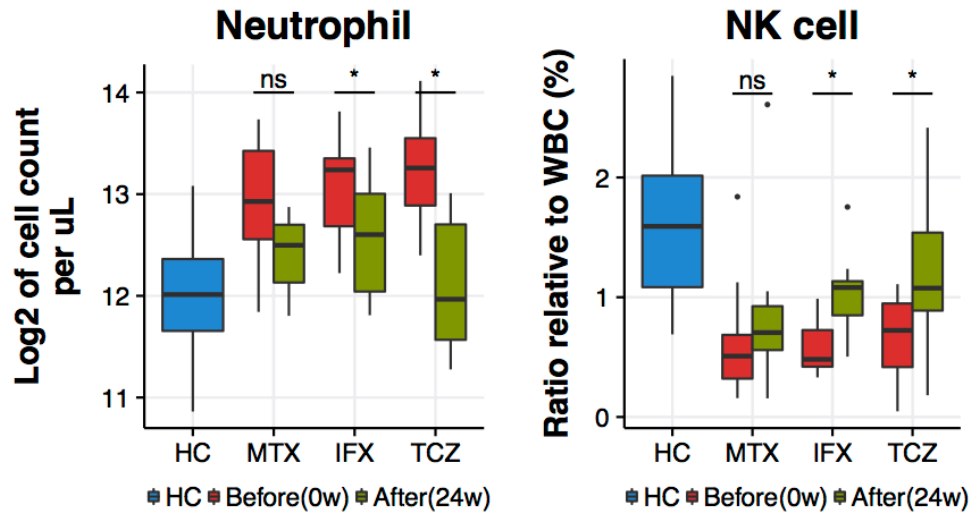 Neutrophil
Log2 of cell count
per uL
14
13
12
11
ns
*
*
HC
MTX
IFX
TCZ
HC Before(0w) After(24w)
NK cell
Ratio relative to WBC (%)
2
1
0
ns
*
*
HC
MTX
IFX
TCZ
HC Before(0w) After(24w)